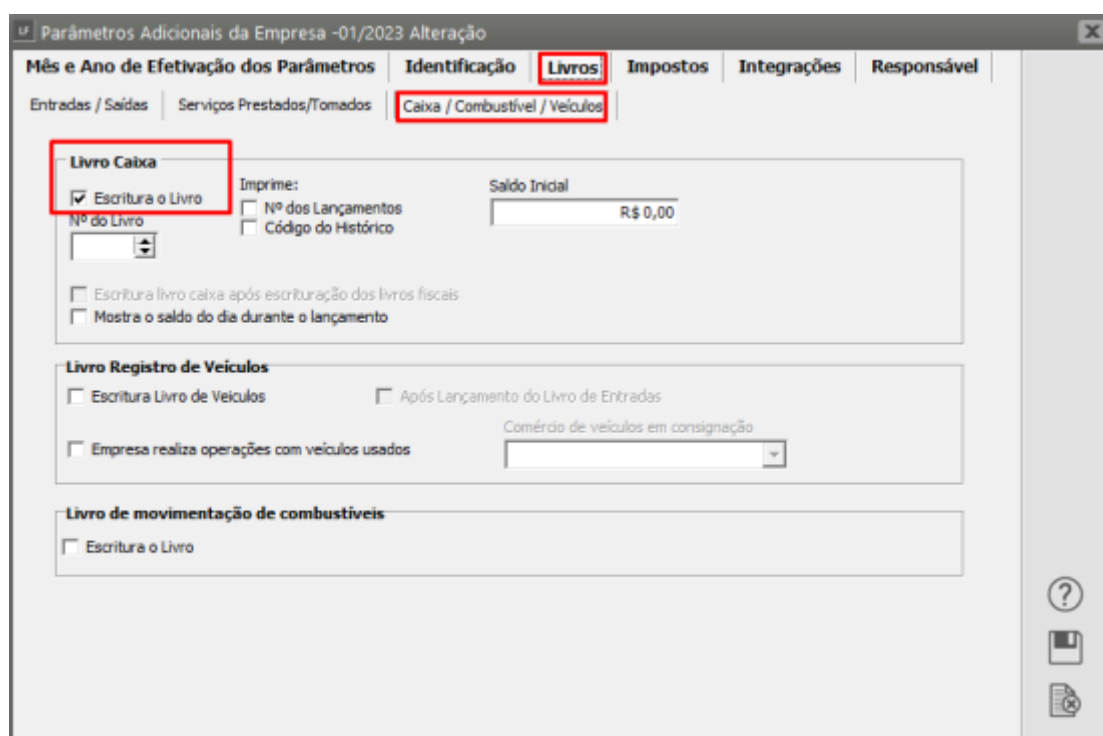 LF Parâmetros Adicionais da Empresa -01/2023 Alteração
Mês e Ano de Efetivação dos Parâmetros Identificação Livros Impostos Integrações Responsável
Entradas / Saídas Serviços Prestados/Tomados Caixa / Combustível / Veículos
Livro Caixa
Escritura o Livro
Imprime:
Nº dos Lançamentos
Código do Histórico
Saldo Inicial
R$ 0,00
Nº do Livro
Escritura livro caixa após escrituração dos livros fiscais
Mostra o saldo do dia durante o lançamento
Livro Registro de Veículos
Escritura Livro de Veiculos Após Lançamento do Livro de Entradas
Comércio de veículos em consignação
Empresa realiza operações com veículos usados
Livro de movimentação de combustíveis
Escritura o Livro